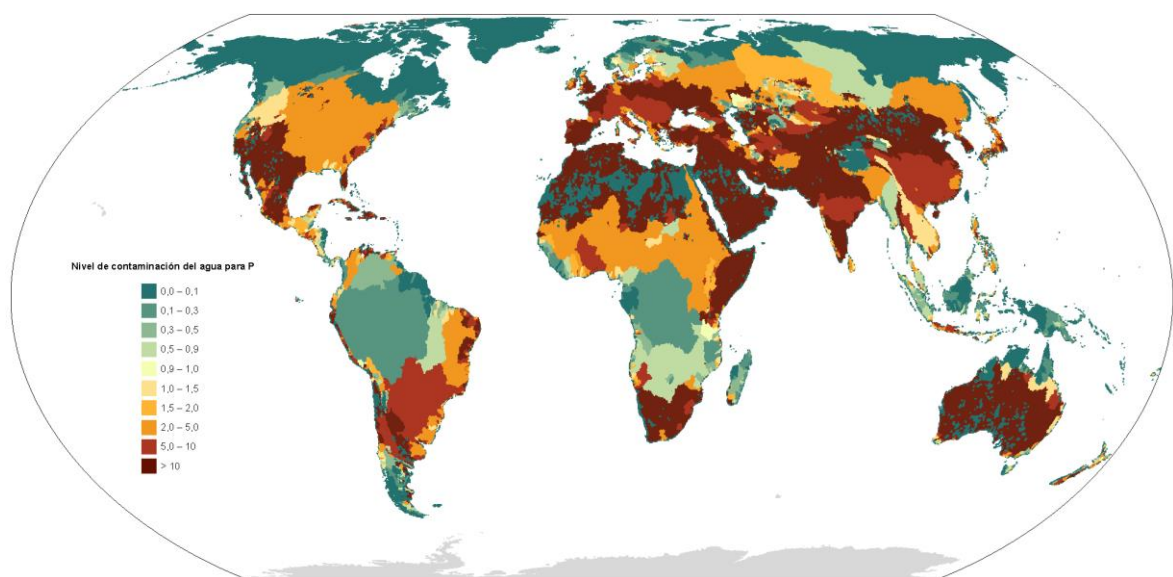 Nivel de contaminación del agua para P
0,0 – 0,1
0,1 – 0,3
0,3 – 0,5
0,5 – 0,9
0,9 – 1,0
1,0 – 1,5
1,5 – 2,0
2,0 – 5,0
5,0 – 10
> 10